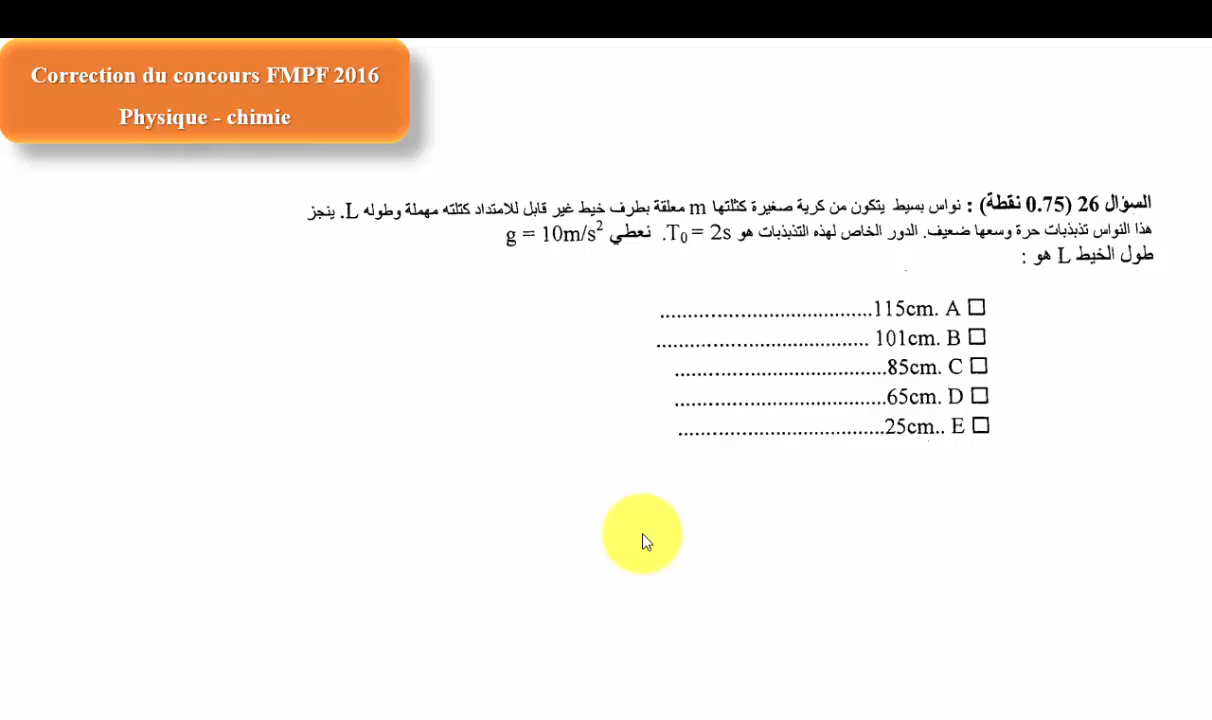 Correction du concours FMPF 2016
Physique - chimie
السؤال 26 (0.75 نقطة) : نواس بسيط يتكون من كرية صغيرة كتلتها m معلقة بطرف خيط غير قابل للامتداد كتلته مهملة وطوله L. ينجز
هذا النواس تذبذبات حرة وسعها ضعيف. الدور الخاص لهذه التذبذبات هو T₀ = 2s. نعطي g = 10m/s²
طول الخيط L هو :
☐ A .115cm.......................................
☐ B .101cm .......................................
☐ C .85cm.......................................
☐ D .65cm.......................................
☐ E ..25cm.......................................